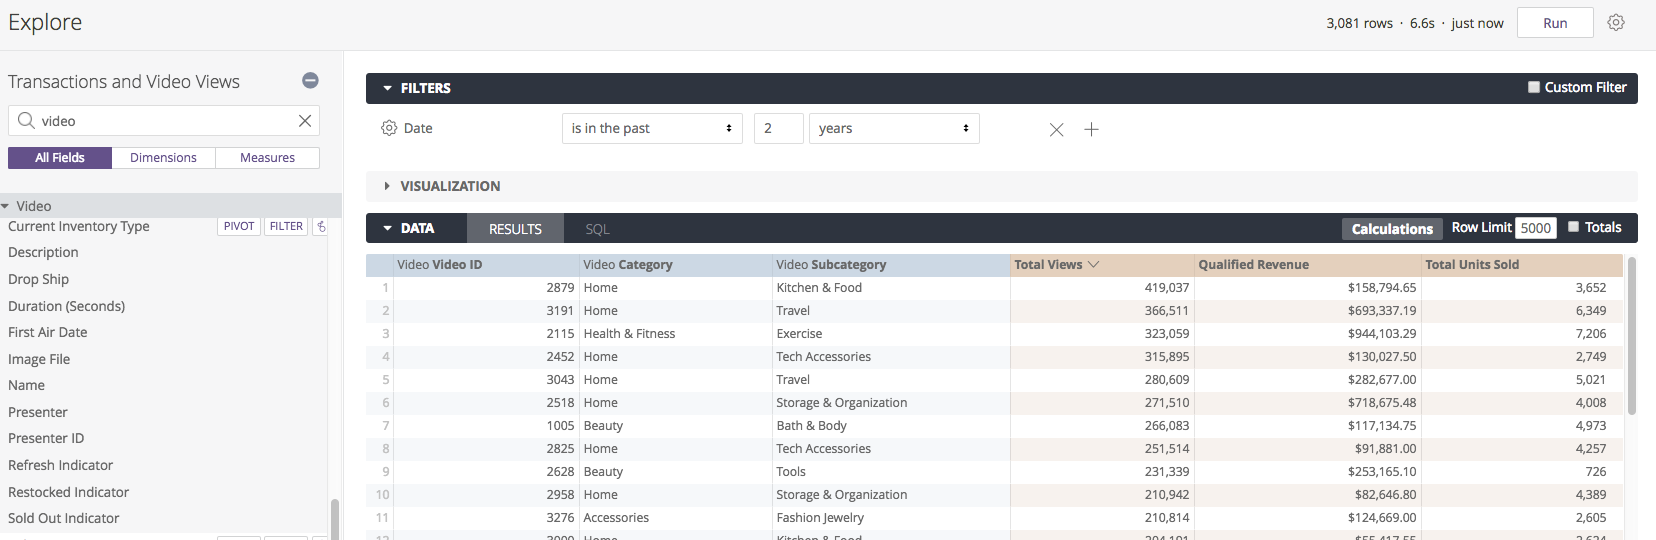 Explore
3,081 rows · 6.6s · just now Run
Transactions and Video Views
video
All Fields Dimensions Measures
Video
Current Inventory Type PIVOT FILTER
Description
Drop Ship
Duration (Seconds)
First Air Date
Image File
Name
Presenter
Presenter ID
Refresh Indicator
Restocked Indicator
Sold Out Indicator
FILTERS Custom Filter
Date is in the past 2 years
VISUALIZATION
DATA RESULTS SQL Calculations Row Limit 5000 Totals
Video Video ID Video Category Video Subcategory Total Views Qualified Revenue Total Units Sold
1 2879 Home Kitchen & Food 419,037 $158,794.65 3,652
2 3191 Home Travel 366,511 $693,337.19 6,349
3 2115 Health & Fitness Exercise 323,059 $944,103.29 7,206
4 2452 Home Tech Accessories 315,895 $130,027.50 2,749
5 3043 Home Travel 280,609 $282,677.00 5,021
6 2518 Home Storage & Organization 271,510 $718,675.48 4,008
7 1005 Beauty Bath & Body 266,083 $117,134.75 4,973
8 2825 Home Tech Accessories 251,514 $91,881.00 4,257
9 2628 Beauty Tools 231,339 $253,165.10 726
10 2958 Home Storage & Organization 210,942 $82,646.80 4,389
11 3276 Accessories Fashion Jewelry 210,814 $124,669.00 2,605
12 Home Kitchen & Food